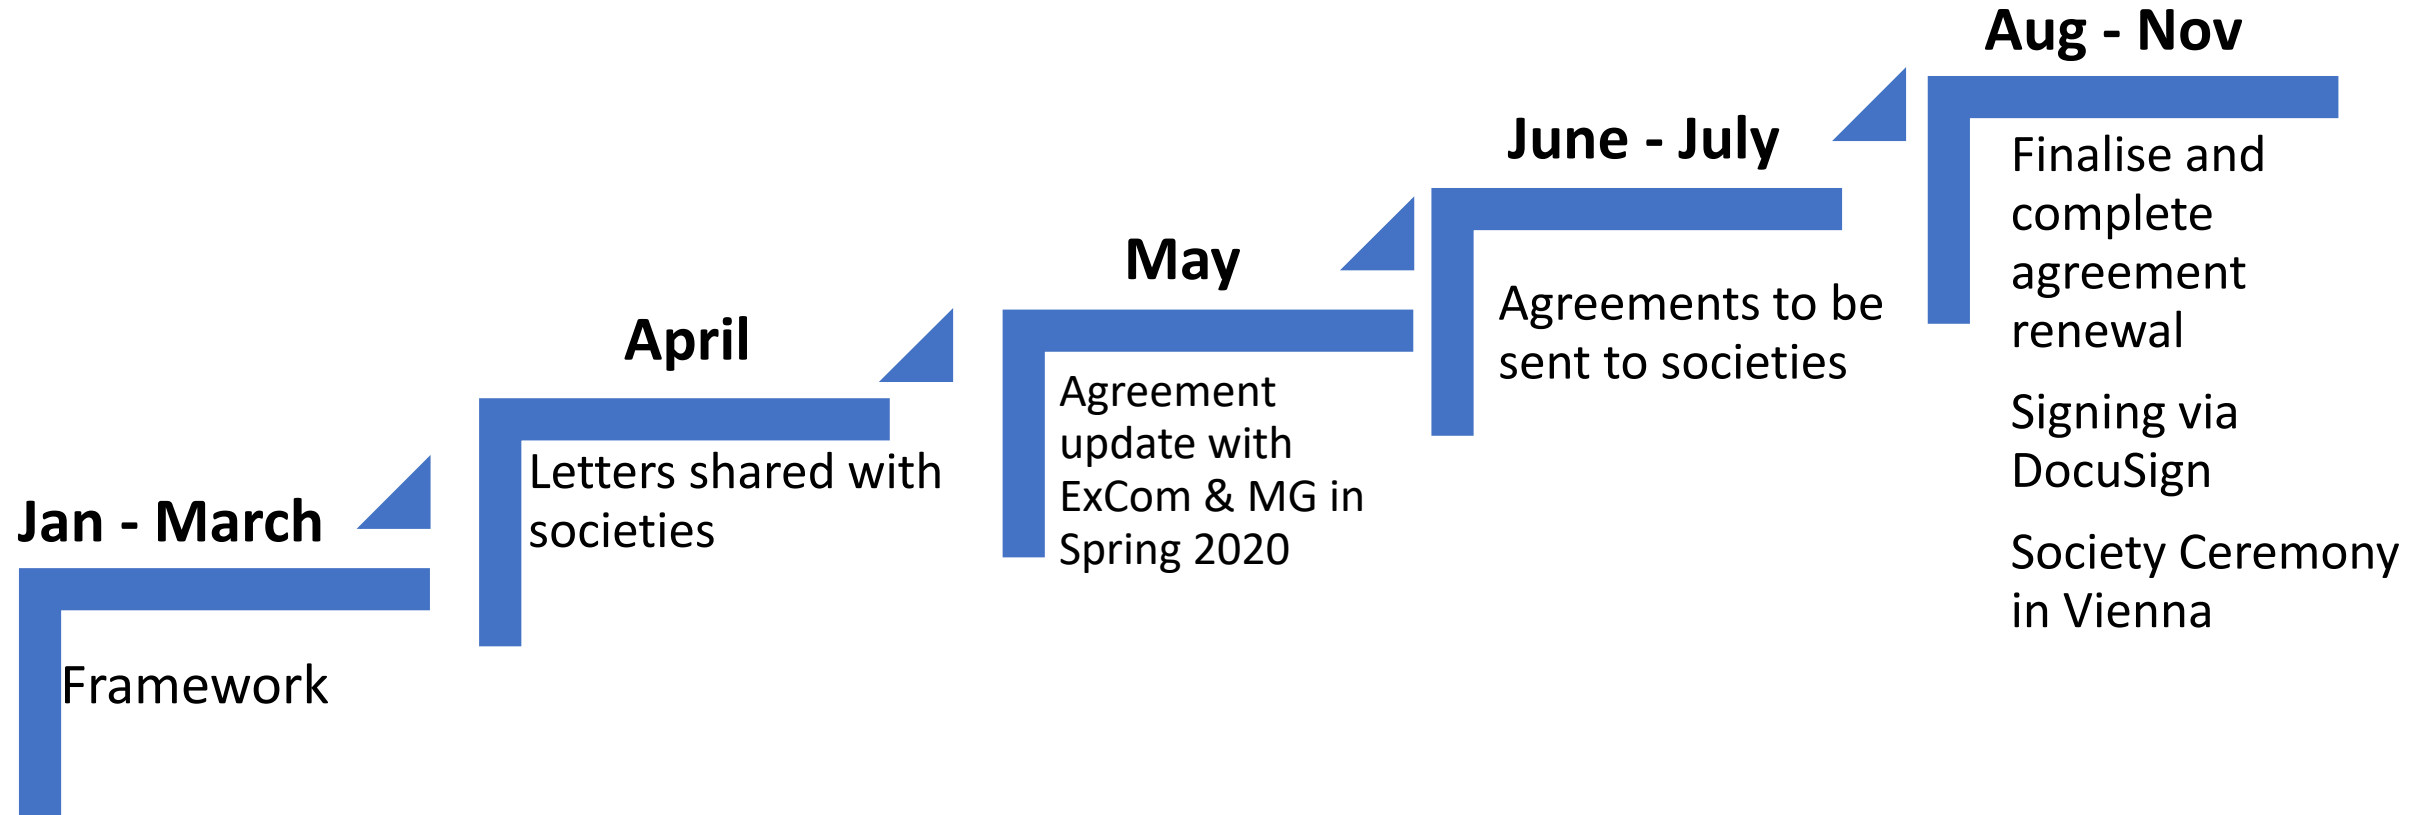 Jan - March
Framework
April
Letters shared with
societies
May
Agreement
update with
ExCom & MG in
Spring 2020
June - July
Agreements to be
sent to societies
Aug - Nov
Finalise and
complete
agreement
renewal
Signing via
DocuSign
Society Ceremony
in Vienna